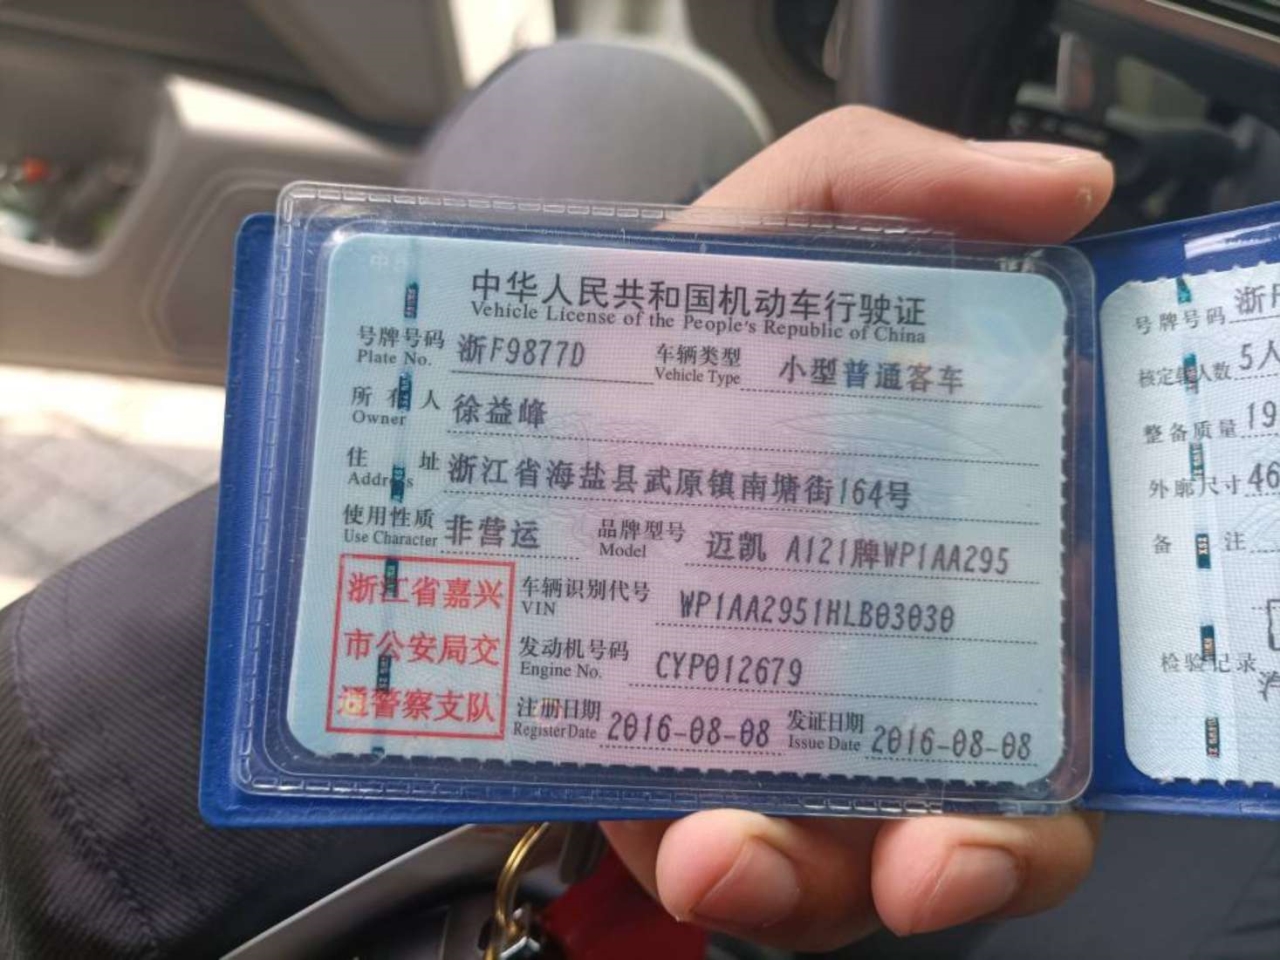 中华人民共和国机动车行驶证
Vehicle License of the People's Republic of China
号牌号码 浙F9877D 车辆类型 小型普通客车
Plate No. Vehicle Type
所有人 徐益峰
Owner
住址 浙江省海盐县武原镇南塘街164号
Address
使用性质 非营运 品牌型号 迈凯 A121牌WP1AA295
Use Character Model
浙江省嘉兴
市公安局交
通警察支队
车辆识别代号 WP1AA2951HLB03030
VIN
发动机号码 CYP012679
Engine No.
注册日期 2016-08-08 发证日期 2016-08-08
Register Date Issue Date
号牌号码 浙F
核定载人数 5人
整备质量 19
外廓尺寸 46
备注
检验记录